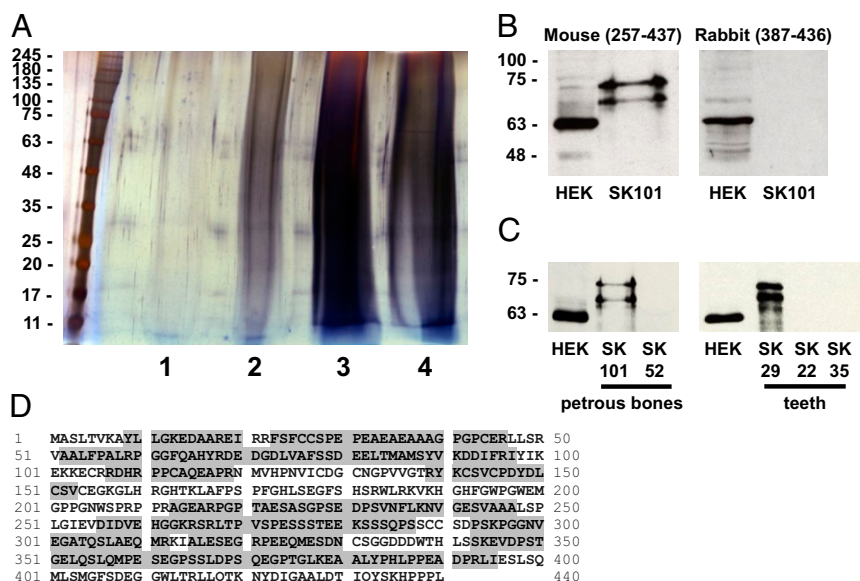 A
245 -
180 -
135 -
100 -
75 -
63 -
48 -
35 -
25 -
20 -
17 -
11 -
1 2 3 4
B
Mouse (257-437) Rabbit (387-436)
100 -
75 -
63 -
48 -
HEK SK101 HEK SK101
C
75 -
63 -
HEK SK 101 SK 52 HEK SK 29 SK 22 SK 35
petrous bones teeth
D
1 MASLTVKAYL LGKEDAAREI RRFSFCCSPE PEAEAEAAAG PGPCERLLSR 50
51 VAALFPALRP GGFQAHYRDE DGDLVAFSSD EELTMAMSYV KDDIFRIYIK 100
101 EKKECRRDHR PPCAQEAPRN MVHPNVICDG CNGPVVGTRY KCSVCPDYDL 150
151 CSVCEGKGLH RGHTKLAFPS PFGHLSEGFS HSRWLRKVKH GHFGWPGWEM 200
201 GPPGNWSPRP PRAGEARPGP TAESASGPSE DPSVNFLKNV GESVAAALSP 250
251 LGIEVDIDVE HGGKRSRLTP VSPESSSTEE KSSSQPSSCC SDPSKPGGNV 300
301 EGATQSLAEQ MRKIALESEG RPEEQMESDN CSGGDDDWTH LSSKEVDPST 350
351 GELQSLQMPE SEGPSSLDPS QEGPTGLKEA ALYPHLPPEA DPRLIESLSQ 400
401 MLSMGFSDEG GWLTRLLQTK NYDIGAALDT IQYSKHPPPL 440